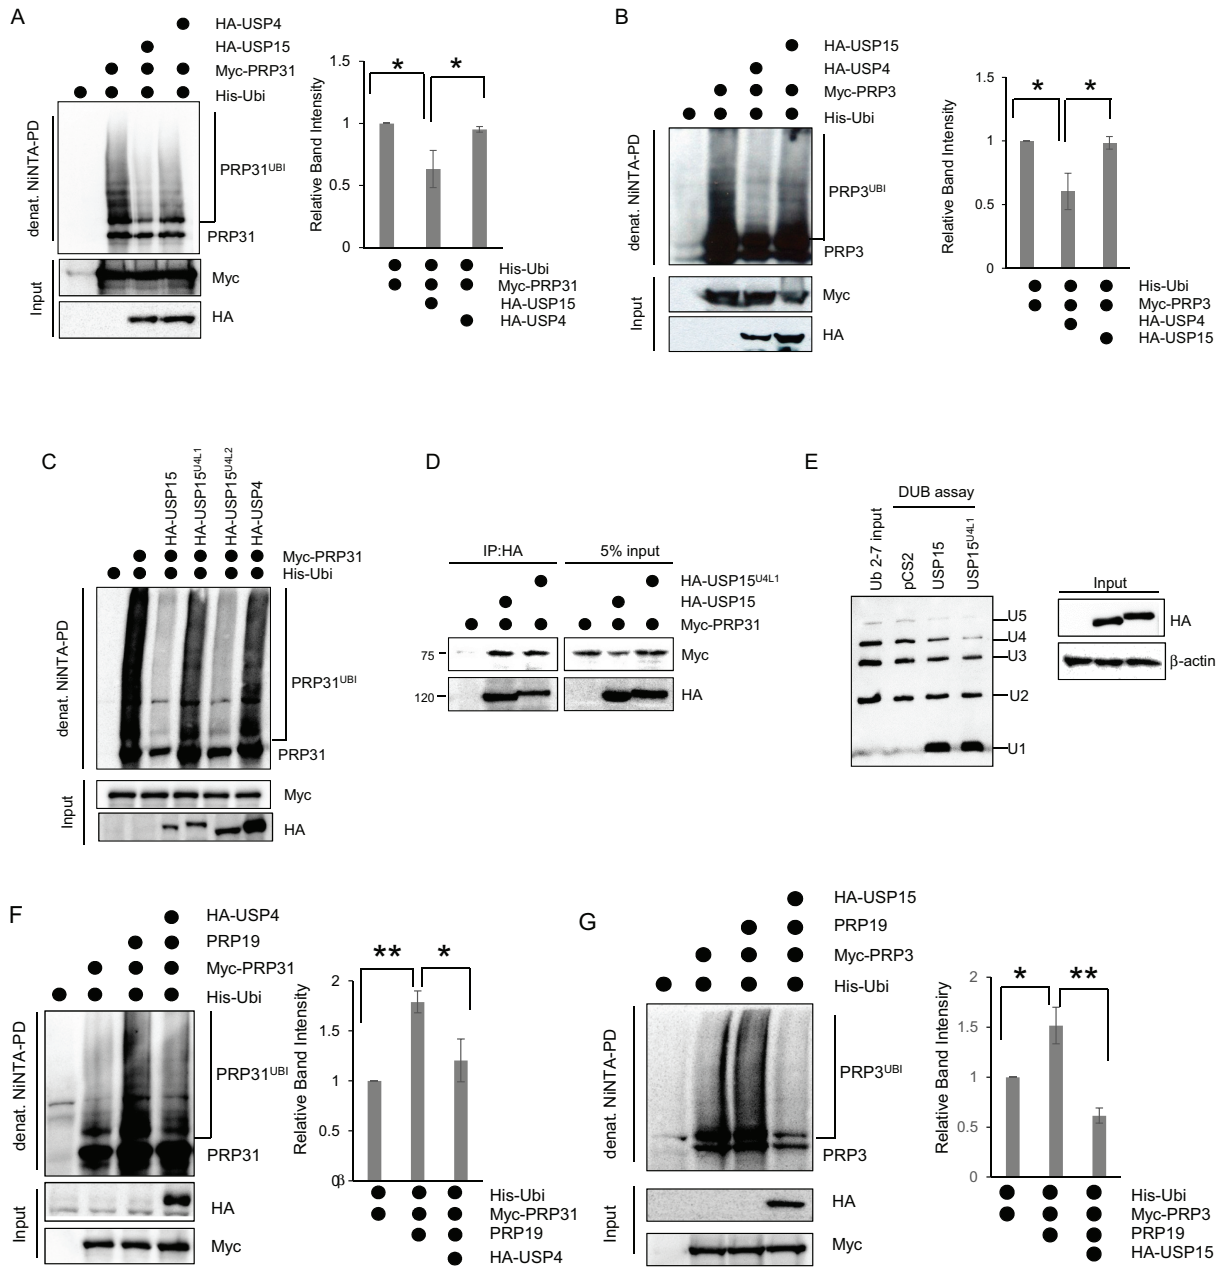 A
HA-USP4
HA-USP15
Myc-PRP31
His-Ubi
denat. NiNTA-PD
PRP31UBI
PRP31
Input
Myc
HA
Relative Band Intensity
1.5
1
0.5
0
*
*
His-Ubi
Myc-PRP31
HA-USP15
HA-USP4
B
HA-USP15
HA-USP4
Myc-PRP3
His-Ubi
denat. NiNTA-PD
PRP3UBI
PRP3
Input
Myc
HA
Relative Band Intensity
1.5
1
0.5
0
*
*
His-Ubi
Myc-PRP3
HA-USP4
HA-USP15
C
HA-USP15
HA-USP15U4L1
HA-USP15U4L2
HA-USP4
Myc-PRP31
His-Ubi
denat. NiNTA-PD
PRP31UBI
PRP31
Input
Myc
HA
D
IP:HA
5% input
HA-USP15U4L1
HA-USP15
Myc-PRP31
75
Myc
120
HA
E
DUB assay
Ub 2-7 input
pCS2
USP15
USP15U4L1
U5
U4
U3
U2
U1
Input
HA
β-actin
F
HA-USP4
PRP19
Myc-PRP31
His-Ubi
denat. NiNTA-PD
PRP31UBI
PRP31
Input
HA
Myc
Relative Band Intensity
2
1.5
1
0.5
0
β
**
*
His-Ubi
Myc-PRP31
PRP19
HA-USP4
G
HA-USP15
PRP19
Myc-PRP3
His-Ubi
denat. NiNTA-PD
PRP3UBI
PRP3
Input
HA
Myc
Relative Band Intensity
2
1.5
1
0.5
0
*
**
His-Ubi
Myc-PRP3
PRP19
HA-USP15